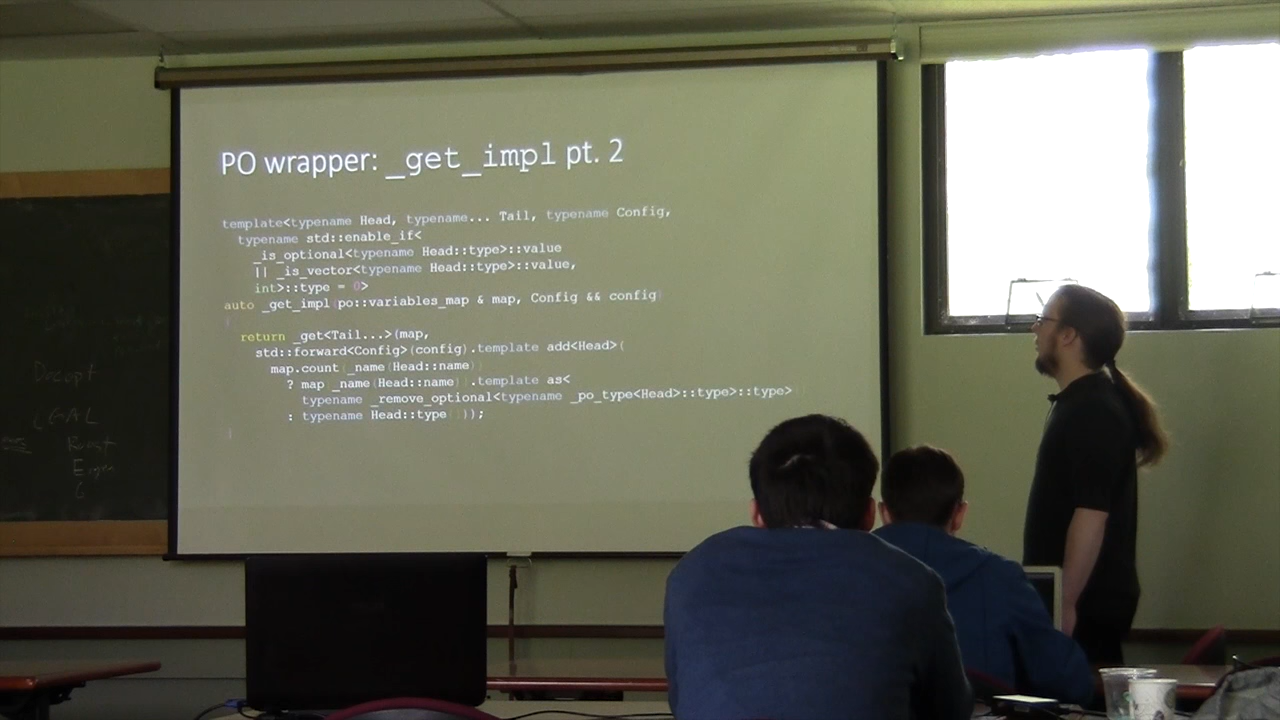 PO wrapper: _get_impl pt. 2
template<typename Head, typename... Tail, typename Config,
typename std::enable_if<
_is_optional<typename Head::type>::value
|| _is_vector<typename Head::type>::value,
int>::type = 0>
auto _get_impl(po::variables_map & map, Config && config)
{
return _get<Tail...>(map,
std::forward<Config>(config).template add<Head>(
map.count(_name(Head::name))
? map[_name(Head::name)].template as<
typename _remove_optional<typename _po_type<Head>::type>::type>()
: typename Head::type{}));
}
Docopt